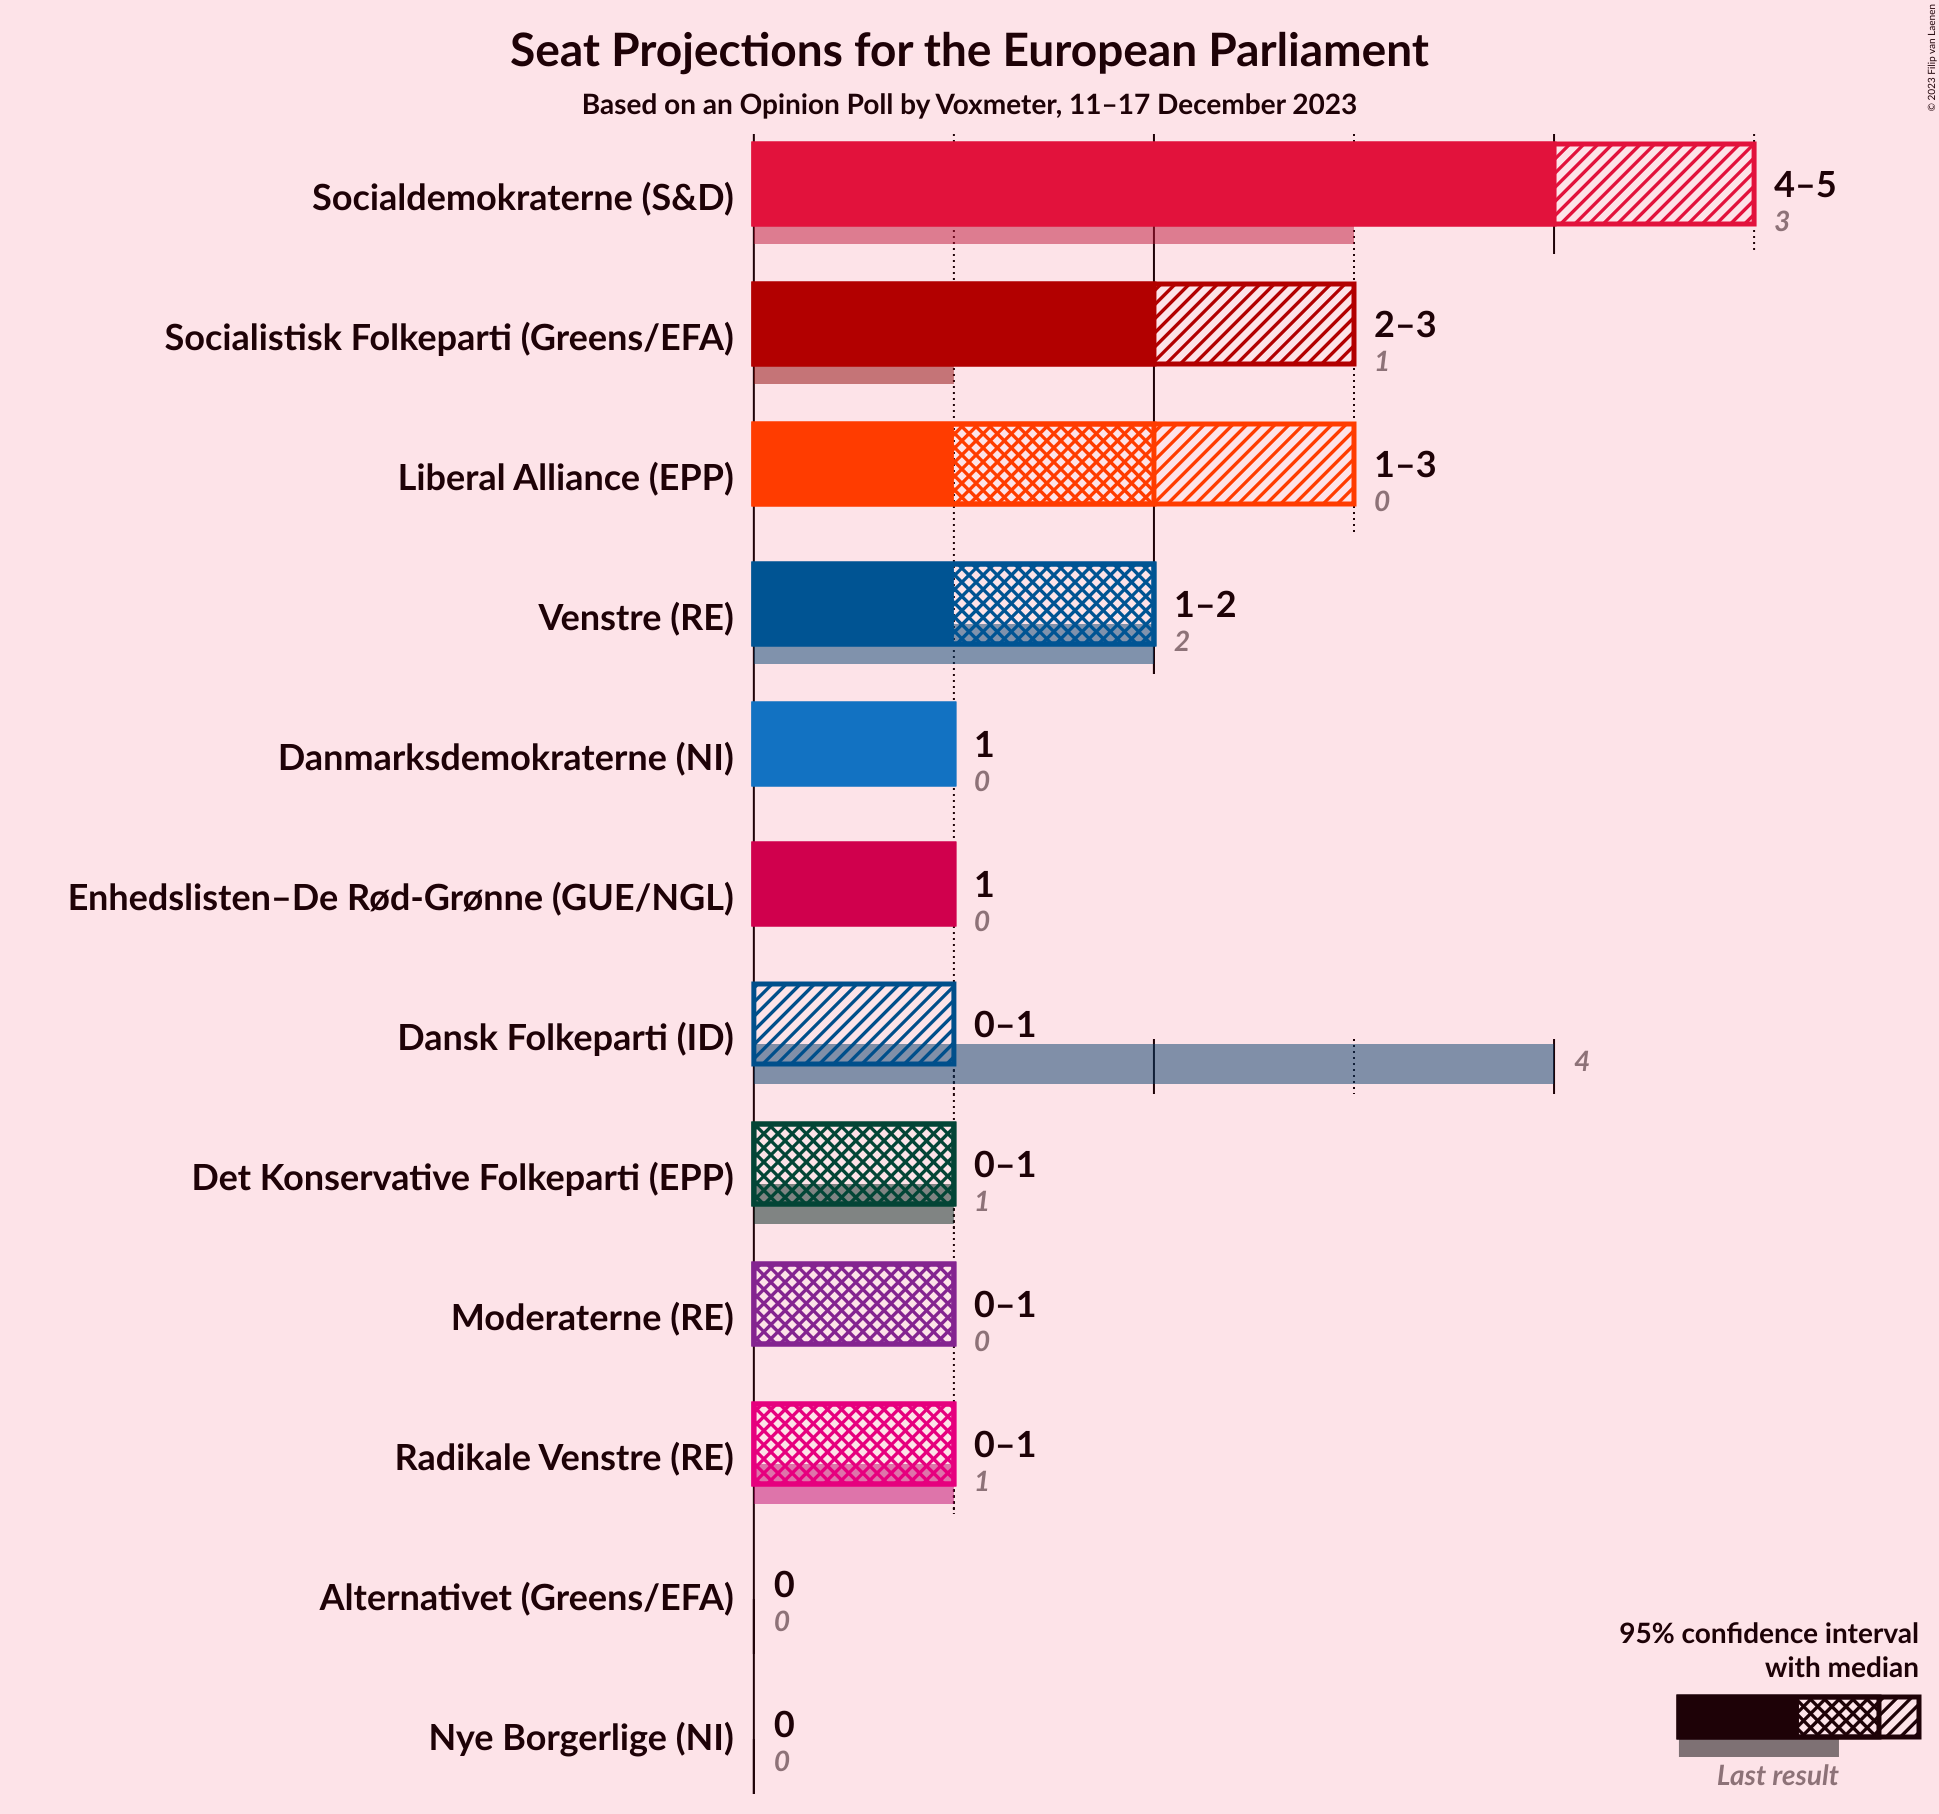 Seat Projections for the European Parliament
Based on an Opinion Poll by Voxmeter, 11–17 December 2023
© 2023 Filip van Laenen
Socialdemokraterne (S&D)
4–5
3
Socialistisk Folkeparti (Greens/EFA)
2–3
1
Liberal Alliance (EPP)
1–3
0
Venstre (RE)
1–2
2
Danmarksdemokraterne (NI)
1
0
Enhedslisten–De Rød-Grønne (GUE/NGL)
1
0
Dansk Folkeparti (ID)
0–1
4
Det Konservative Folkeparti (EPP)
0–1
1
Moderaterne (RE)
0–1
0
Radikale Venstre (RE)
0–1
1
Alternativet (Greens/EFA)
0
0
Nye Borgerlige (NI)
0
0
95% confidence interval
with median
Last result